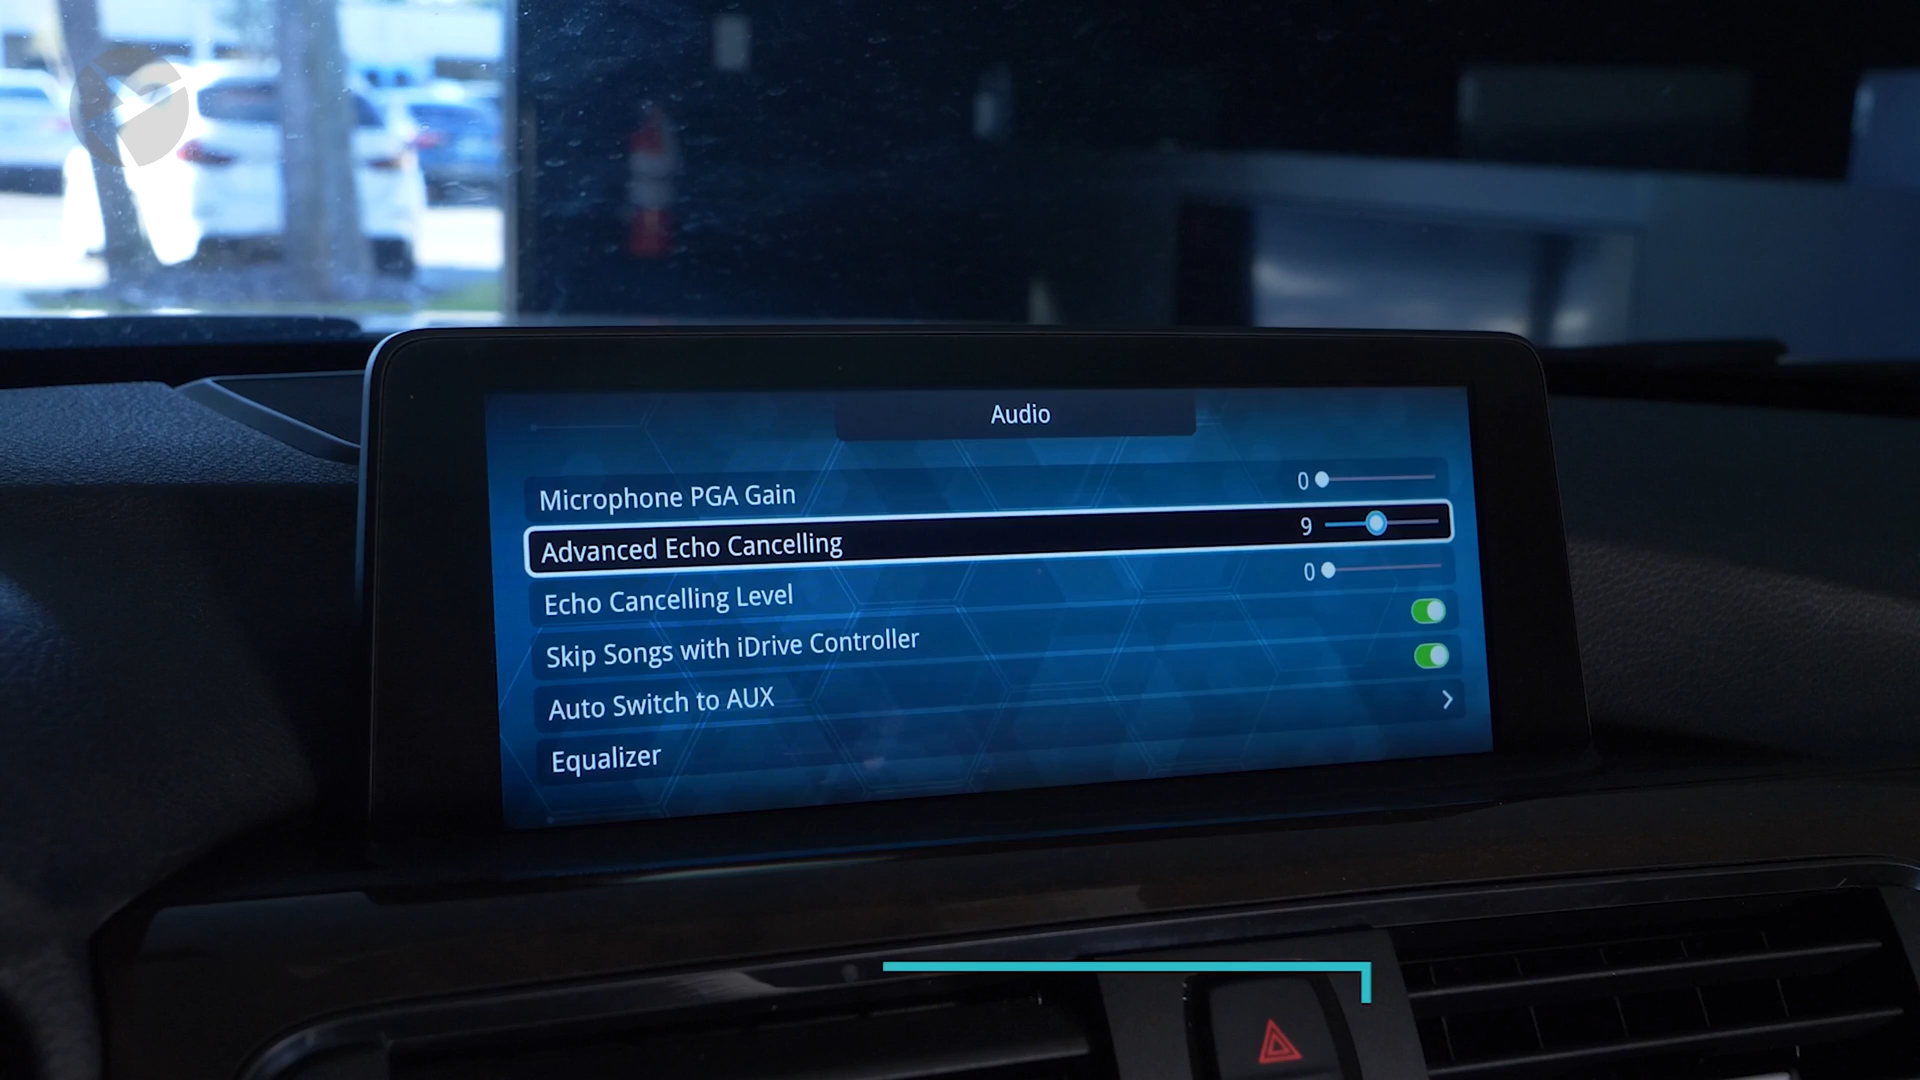 Audio
Microphone PGA Gain 0
Advanced Echo Cancelling 9
Echo Cancelling Level 0
Skip Songs with iDrive Controller
Auto Switch to AUX
Equalizer